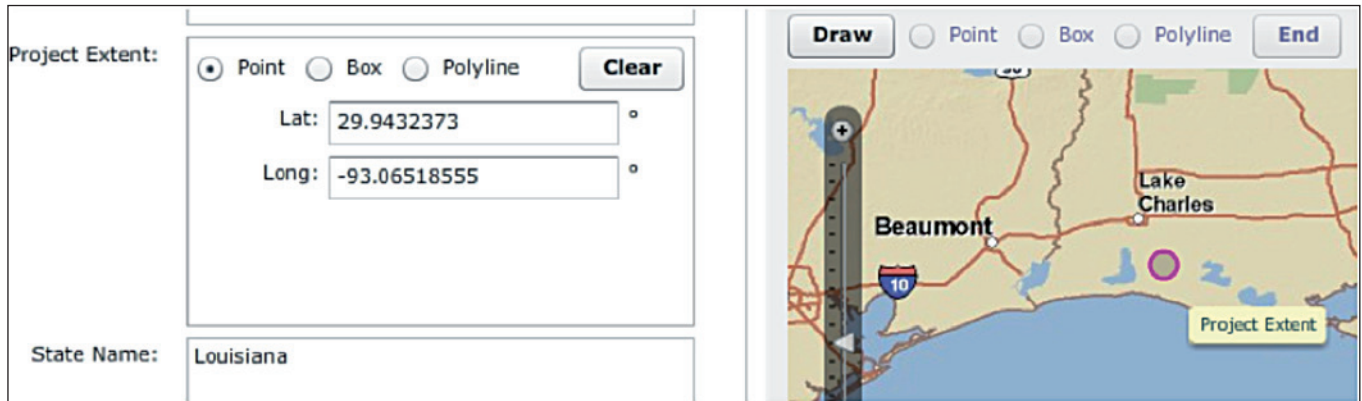 Project Extent:
Point Box Polyline Clear
Lat: 29.9432373 °
Long: -93.06518555 °
State Name: Louisiana
Draw Point Box Polyline End
Lake
Charles
Beaumont
10
Project Extent